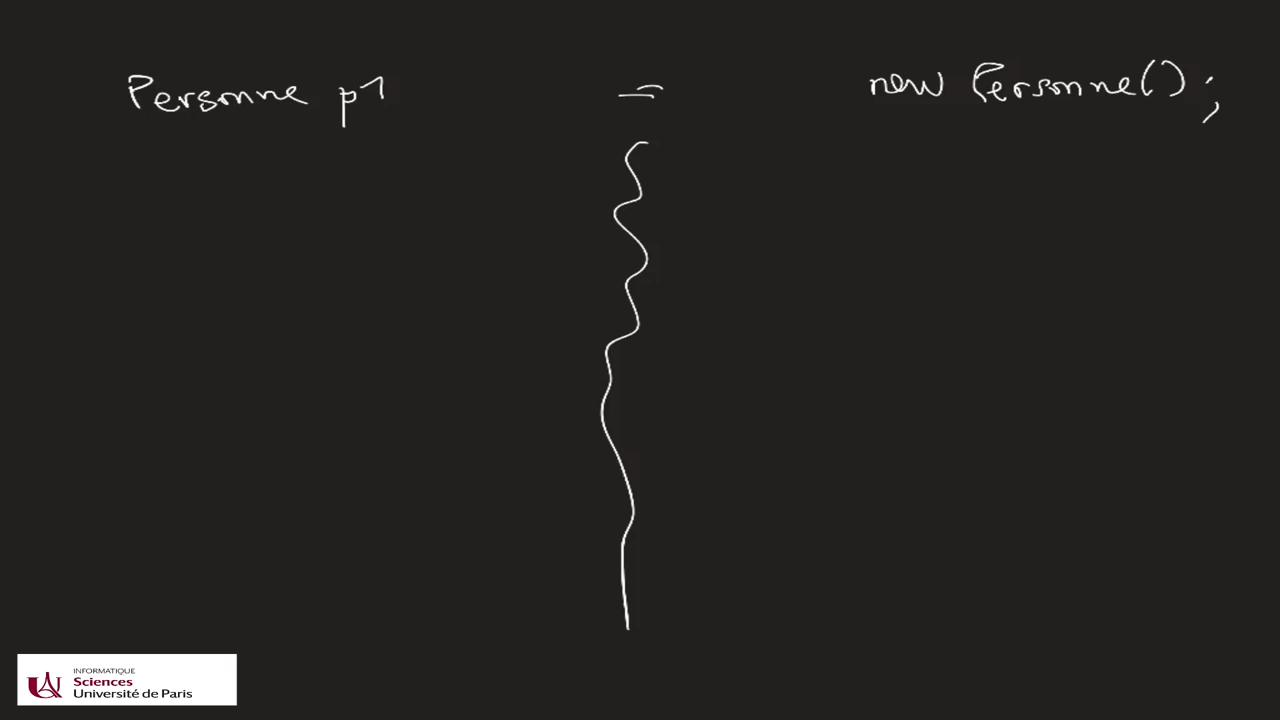 Personne p1 = new Personne();
INFORMATIQUE
Sciences
Université de Paris